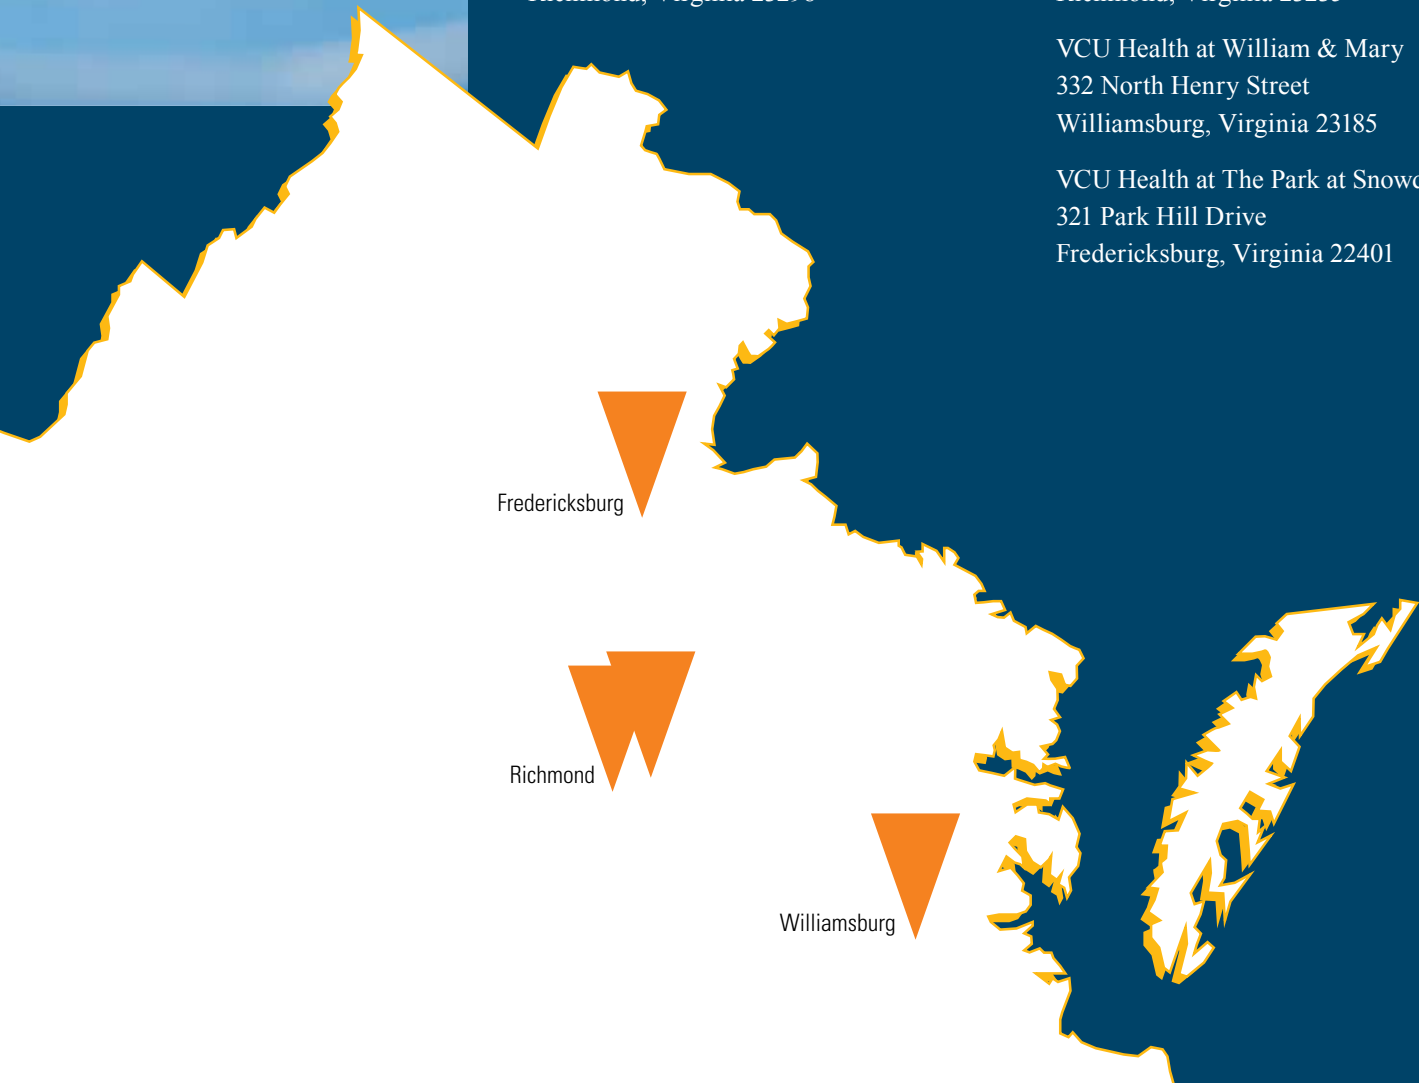 VCU Health at William & Mary
332 North Henry Street
Williamsburg, Virginia 23185
VCU Health at The Park at
321 Park Hill Drive
Fredericksburg, Virginia 22401
Fredericksburg
Richmond
Williamsburg